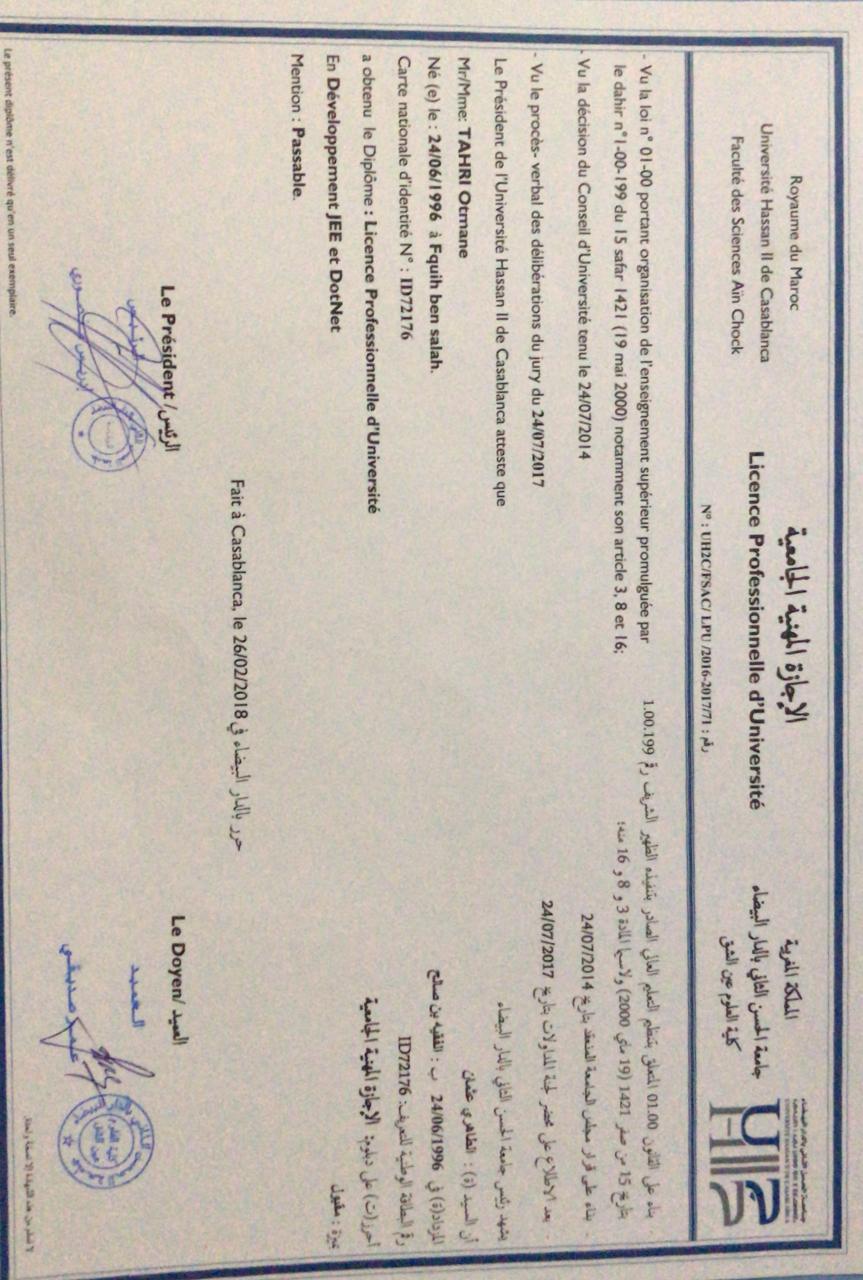 Royaume du Maroc
Université Hassan II de Casablanca
Faculté des Sciences Aïn Chock
الإجازة المهنية الجامعية
Licence Professionnelle d'Université
N° : UH2C/FSAC/ LPU /2016-2017/71 : رقم
المملكة المغربية
جامعة الحسن الثاني بالدار البيضاء
كلية العلوم عين الشق
UH2C
- Vu la loi n° 01-00 portant organisation de l'enseignement supérieur promulguée par
le dahir n°1-00-199 du 15 safar 1421 (19 mai 2000) notamment son article 3, 8 et 16;
- Vu la décision du Conseil d'Université tenu le 24/07/2014
- Vu le procès- verbal des délibérations du jury du 24/07/2017
Le Président de l'Université Hassan II de Casablanca atteste que
Mr/Mme: TAHRI Otmane
Né (e) le : 24/06/1996 à Fquih ben salah.
Carte nationale d'identité N° : ID72176
a obtenu le Diplôme : Licence Professionnelle d'Université
En Développement JEE et DotNet
Mention : Passable.
- بناء على القانون 01.00 المتعلق بتنظيم التعليم العالي الصادر بتنفيذه الظهير الشريف رقم 1.00.199
بتاريخ 15 من صفر 1421 (19 ماي 2000) ولاسيما المادة 3 و 8 و 16 منه؛
- بناء على قرار مجلس الجامعة المنعقد بتاريخ 24/07/2014
- بعد الاطلاع على محضر لجنة المداولات بتاريخ 24/07/2017
يشهد رئيس جامعة الحسن الثاني بالدار البيضاء
أن السيد (ة) : الطاهري عثمان
المزداد(ة) في 24/06/1996 ب : الفقيه بن صالح
رقم البطاقة الوطنية للتعريف: ID72176
أحرز(ت) على دبلوم: الإجازة المهنية الجامعية
ميزة : مقبول
Fait à Casablanca, le 26/02/2018 حرر بالدار البيضاء في
Le Président/الرئيس
Le Doyen/ العميد
العميد
Le présent diplôme n'est délivré qu'en un seul exemplaire.